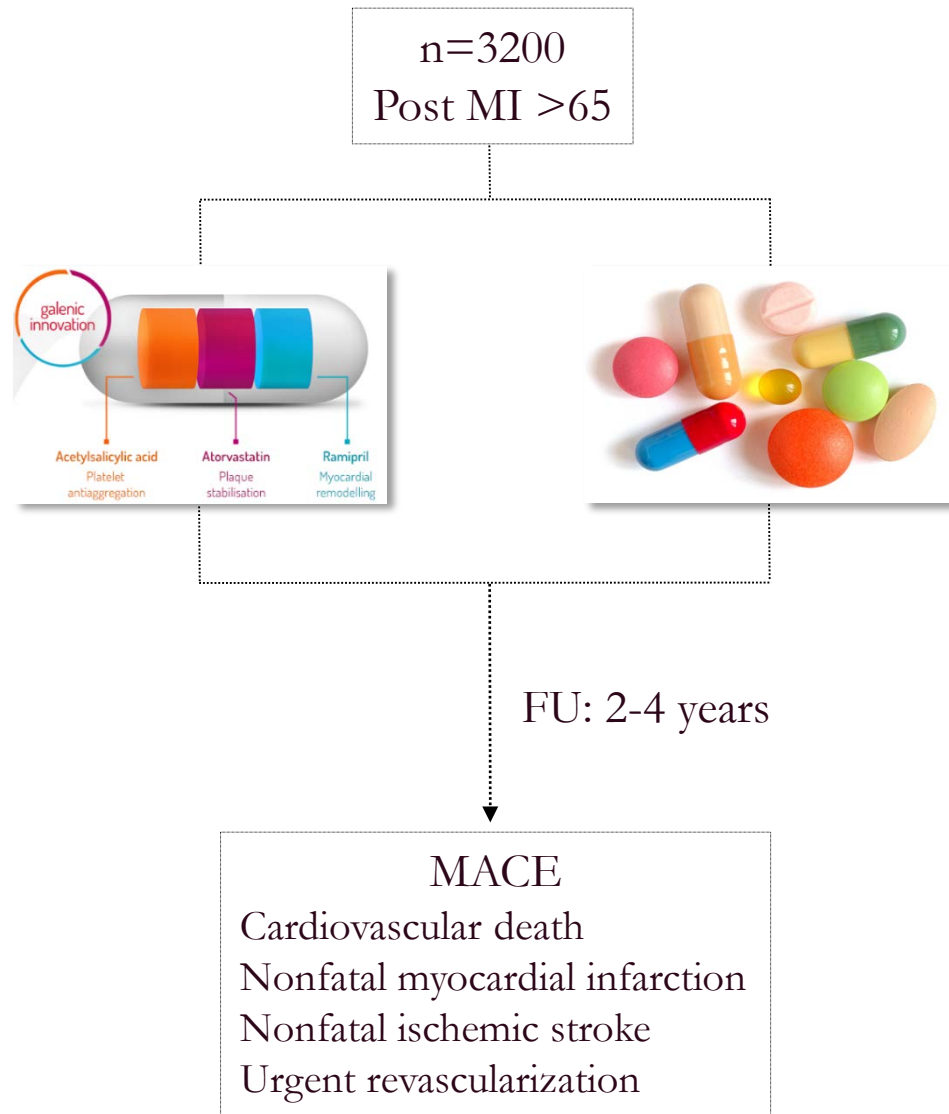 n=3200
Post MI >65
galenic
innovation
Acetylsalicylic acid
Platelet
antiaggregation
Atorvastatin
Plaque
stabilisation
Ramipril
Myocardial
remodelling
FU: 2-4 years
MACE
Cardiovascular death
Nonfatal myocardial infarction
Nonfatal ischemic stroke
Urgent revascularization